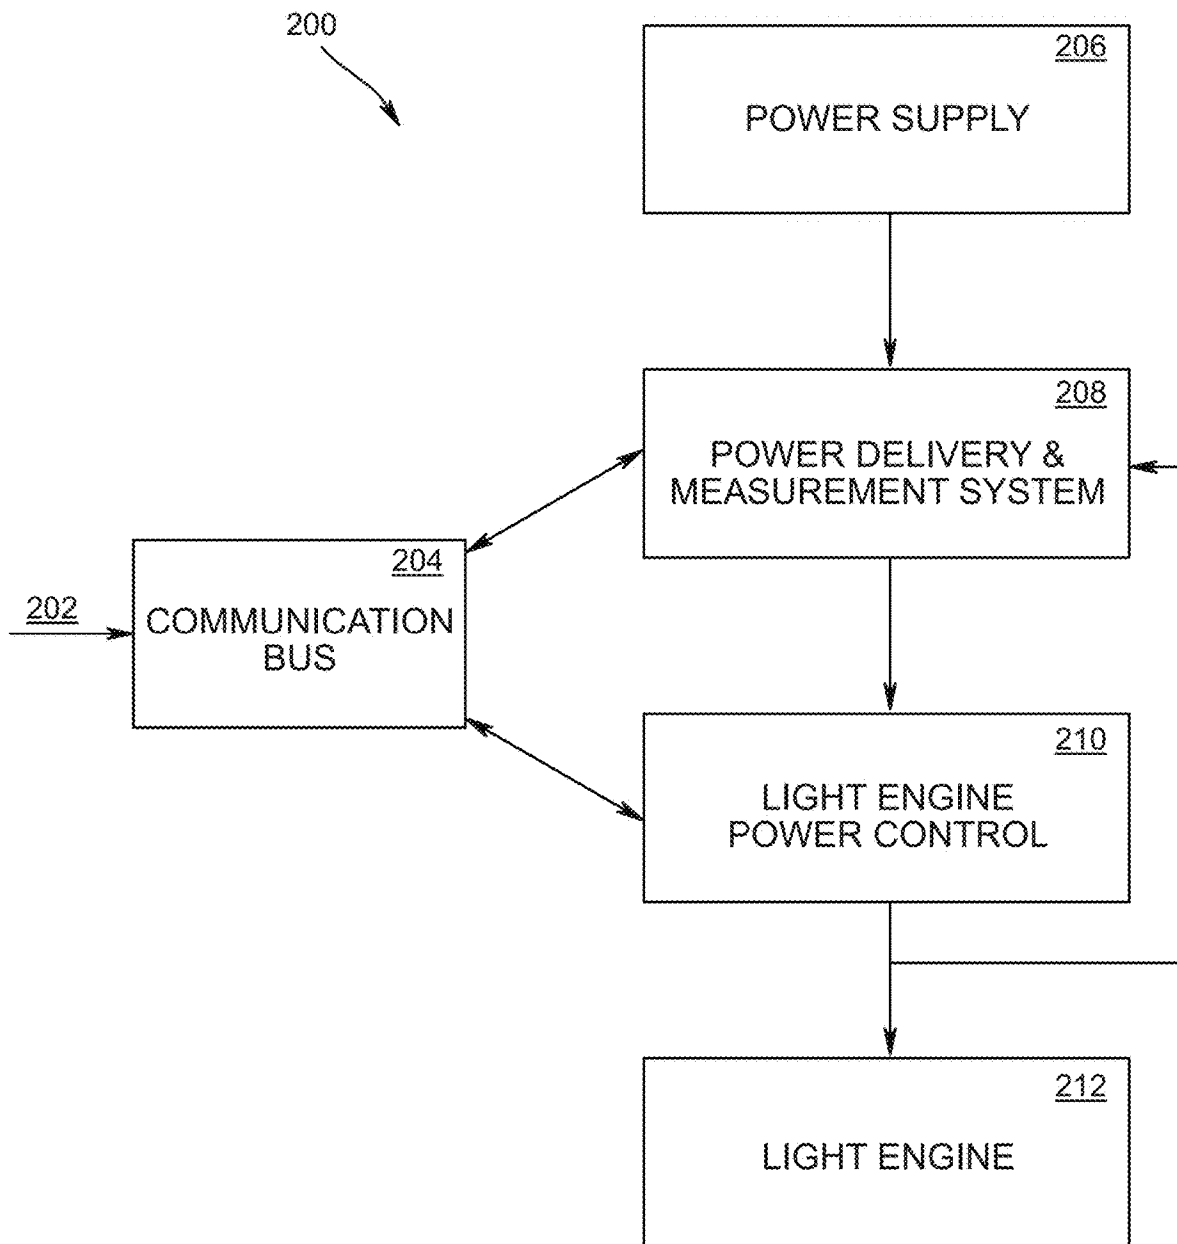 200
206
POWER SUPPLY
208
POWER DELIVERY &
MEASUREMENT SYSTEM
204
202
COMMUNICATION
BUS
210
LIGHT ENGINE
POWER CONTROL
212
LIGHT ENGINE